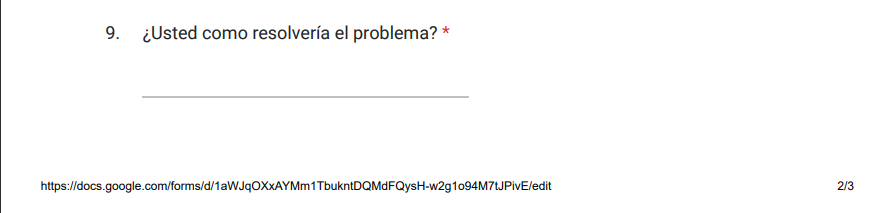 9. ¿Usted como resolvería el problema? *
https://docs.google.com/forms/d/1aWJqOXxAYMm1TbukntDQMdFQysH-w2g1o94M7tJPivE/edit 2/3